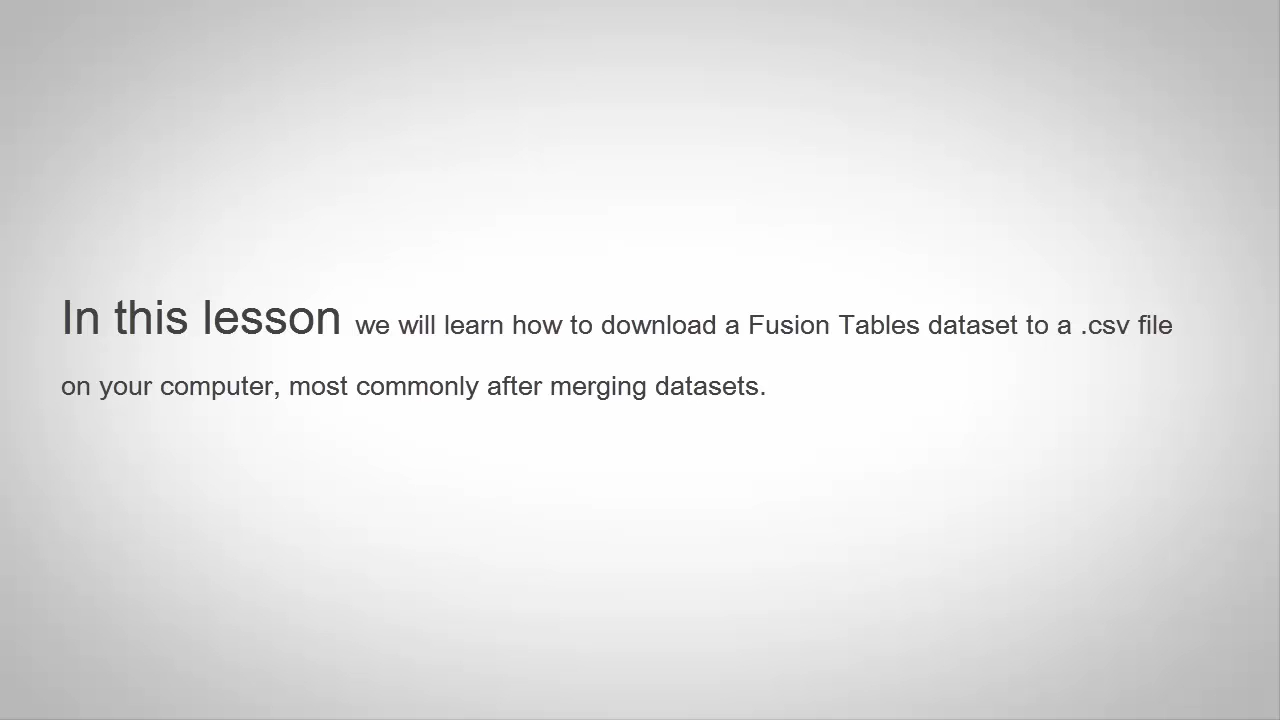 In this lesson we will learn how to download a Fusion Tables dataset to a .csv file
on your computer, most commonly after merging datasets.